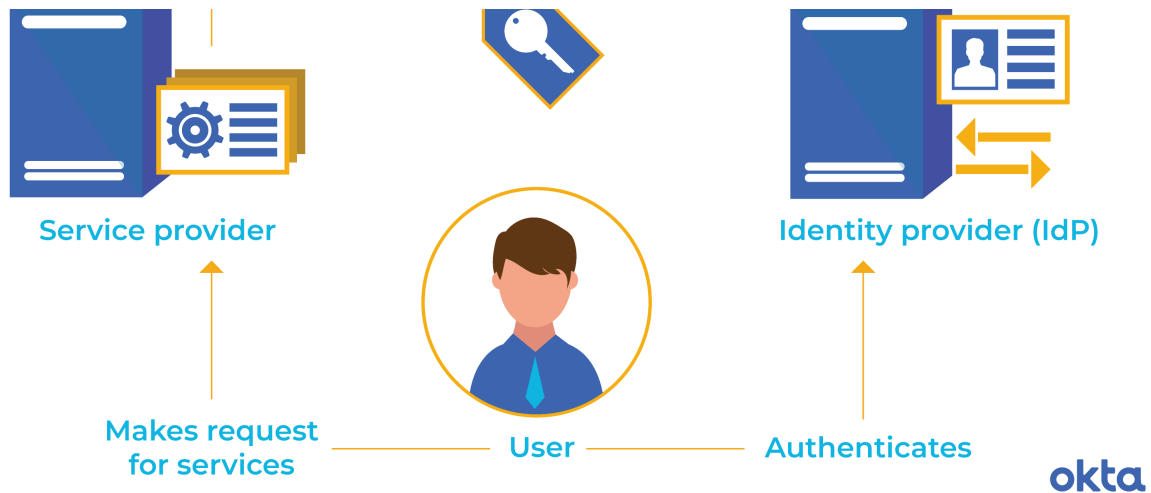 Service provider
Identity provider (IdP)
Makes request
for services
User
Authenticates
okta